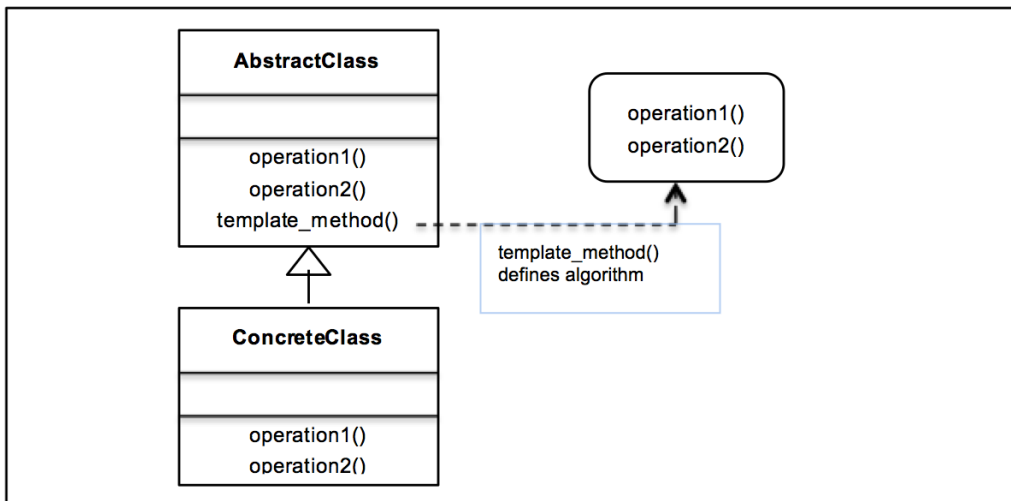 AbstractClass
operation1()
operation2()
template_method()
operation1()
operation2()
template_method()
defines algorithm
ConcreteClass
operation1()
operation2()